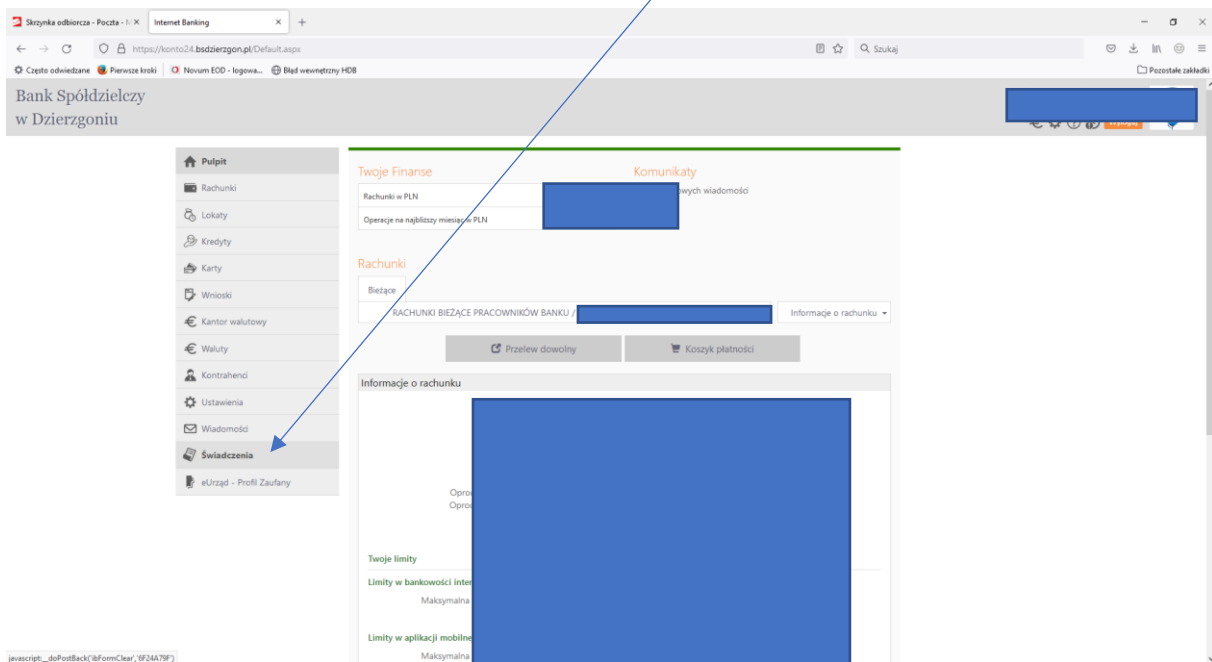 Skrzynka odbiorcza - Poczta - N
Internet Banking
https://konto24.bsdzierzgon.pl/Default.aspx
Szukaj
Często odwiedzane
Pierwsze kroki
Novum EOD - logowa...
Błąd wewnętrzny HDB
Pozostałe zakładki
Bank Spółdzielczy
w Dzierzgoniu
Pulpit
Rachunki
Lokaty
Kredyty
Karty
Wnioski
Kantor walutowy
Waluty
Kontrahenci
Ustawienia
Wiadomości
Świadczenia
eUrząd - Profil Zaufany
Twoje Finanse
Komunikaty
Rachunki w PLN
wych wiadomości
Operacje na najbliższy miesiąc w PLN
Rachunki
Bieżące
RACHUNKI BIEŻĄCE PRACOWNIKÓW BANKU /
Informacje o rachunku
Przelew dowolny
Koszyk płatności
Informacje o rachunku
Opro
Opro
Twoje limity
Limity w bankowości inter
Maksymalna
Limity w aplikacji mobilne
Maksymalna
javascript:__doPostBack('ibFormClear','6F24A79F')